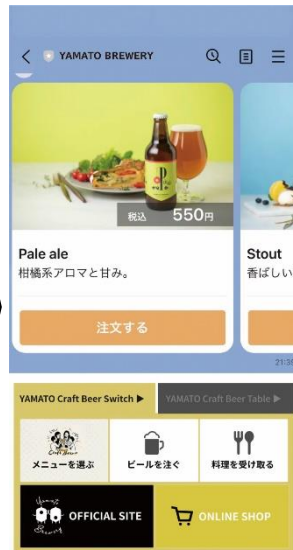 YAMATO BREWERY
税込 550円
Pale ale
柑橘系アロマと甘み。
注文する
Stout
香ばしい
21:35
YAMATO Craft Beer Switch ▶
YAMATO Craft Beer Table ▶
メニューを選ぶ
ビールを注ぐ
料理を受け取る
Yamato
Brewery
OFFICIAL SITE
ONLINE SHOP